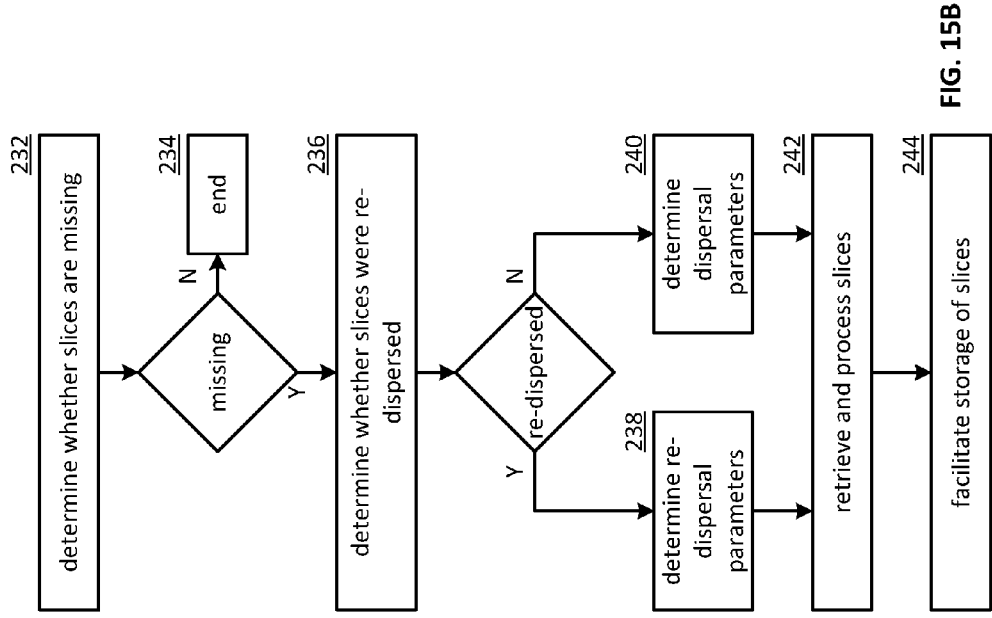 232
determine whether slices are missing
missing
N
234
end
Y
236
determine whether slices were re-
dispersed
re-dispersed
Y
N
238
determine re-
dispersal
parameters
240
determine
dispersal
parameters
242
retrieve and process slices
244
facilitate storage of slices
FIG. 15B